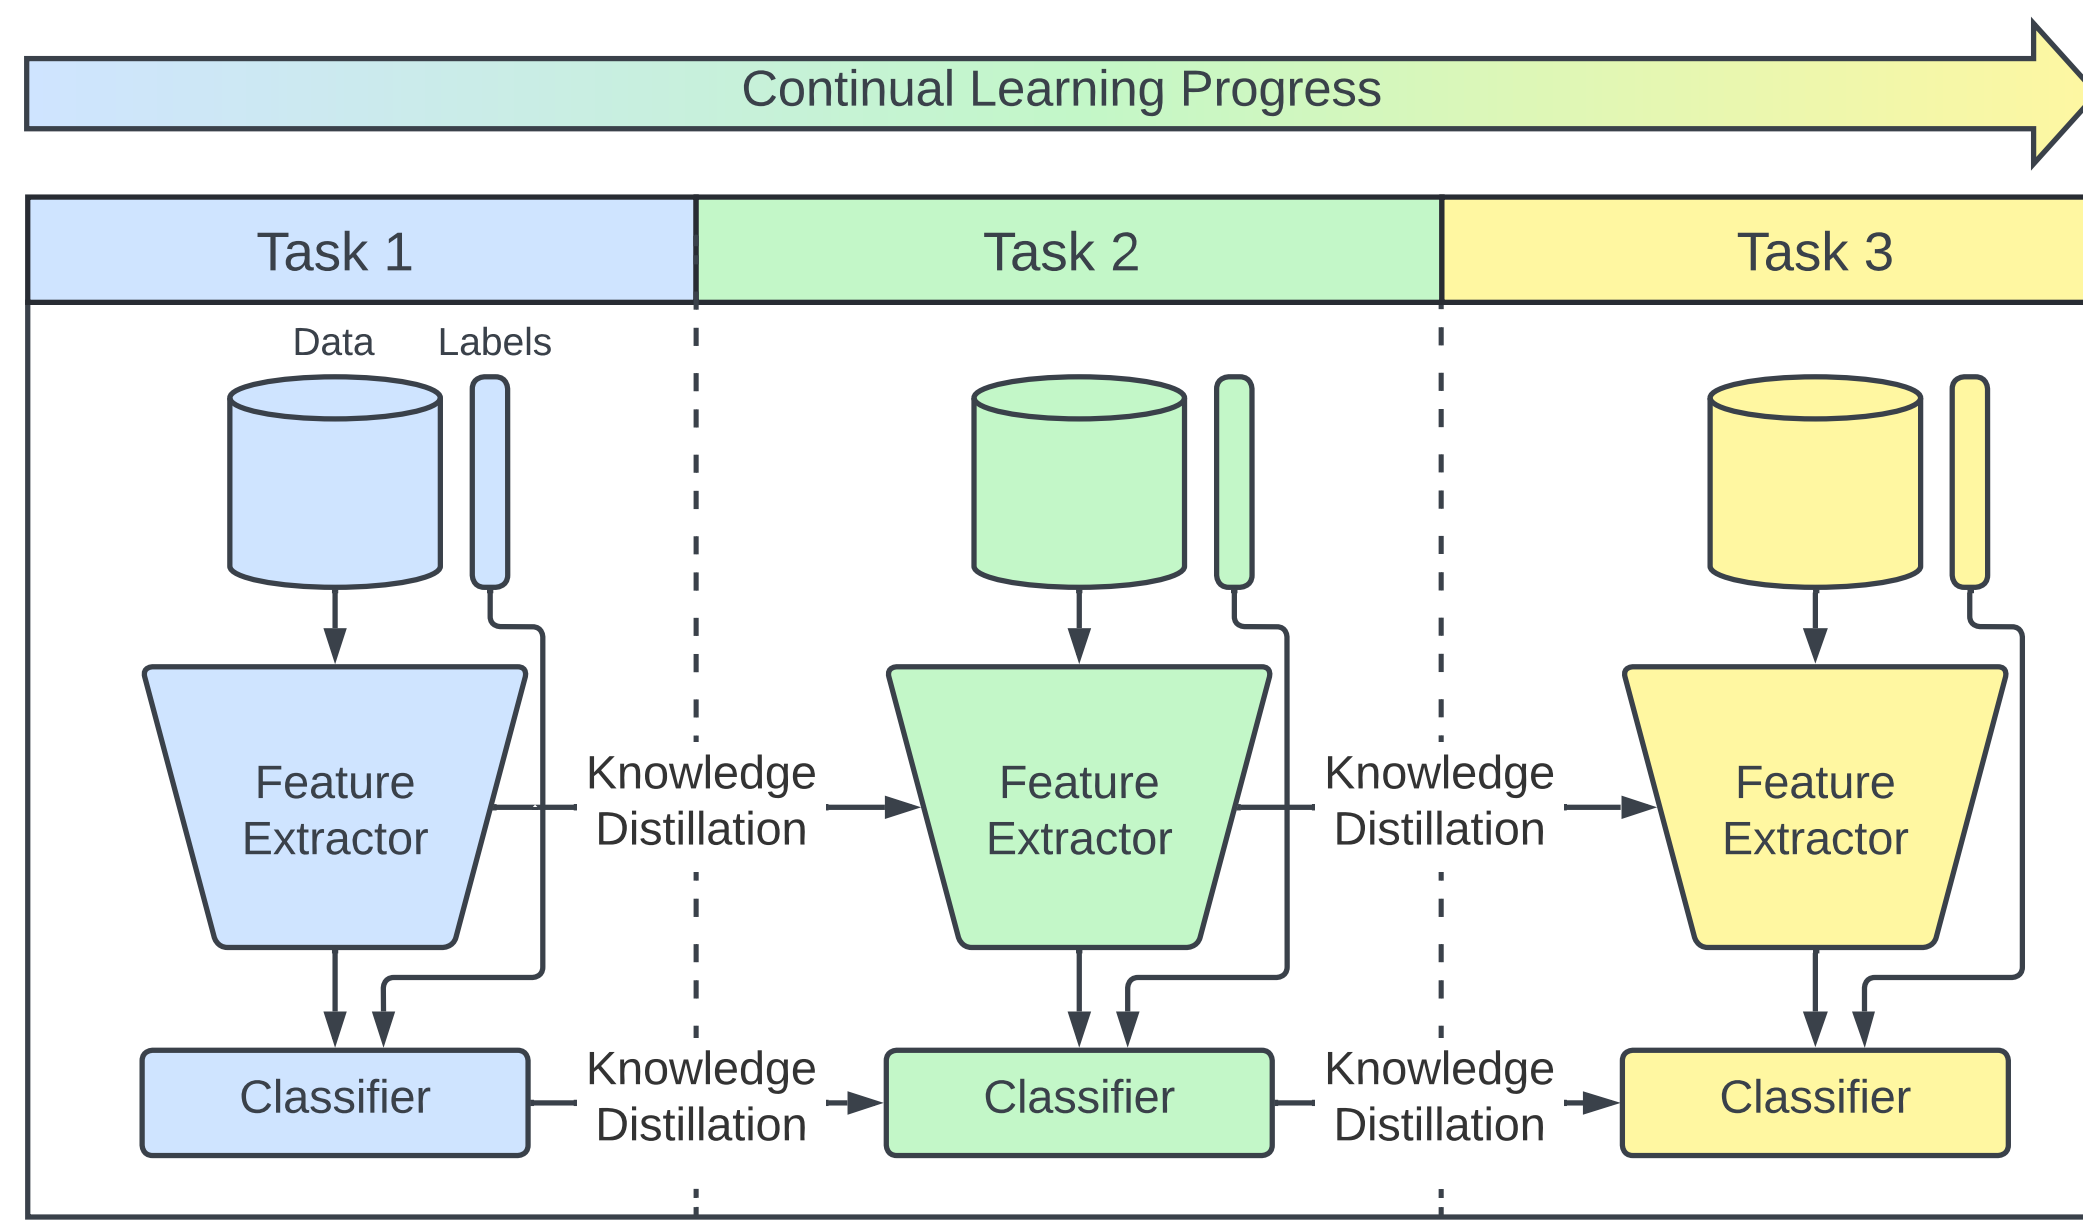 Continual Learning Progress
Task 1
Task 2
Task 3
Data
Labels
Feature
Extractor
Knowledge
Distillation
Feature
Extractor
Knowledge
Distillation
Feature
Extractor
Classifier
Knowledge
Distillation
Classifier
Knowledge
Distillation
Classifier